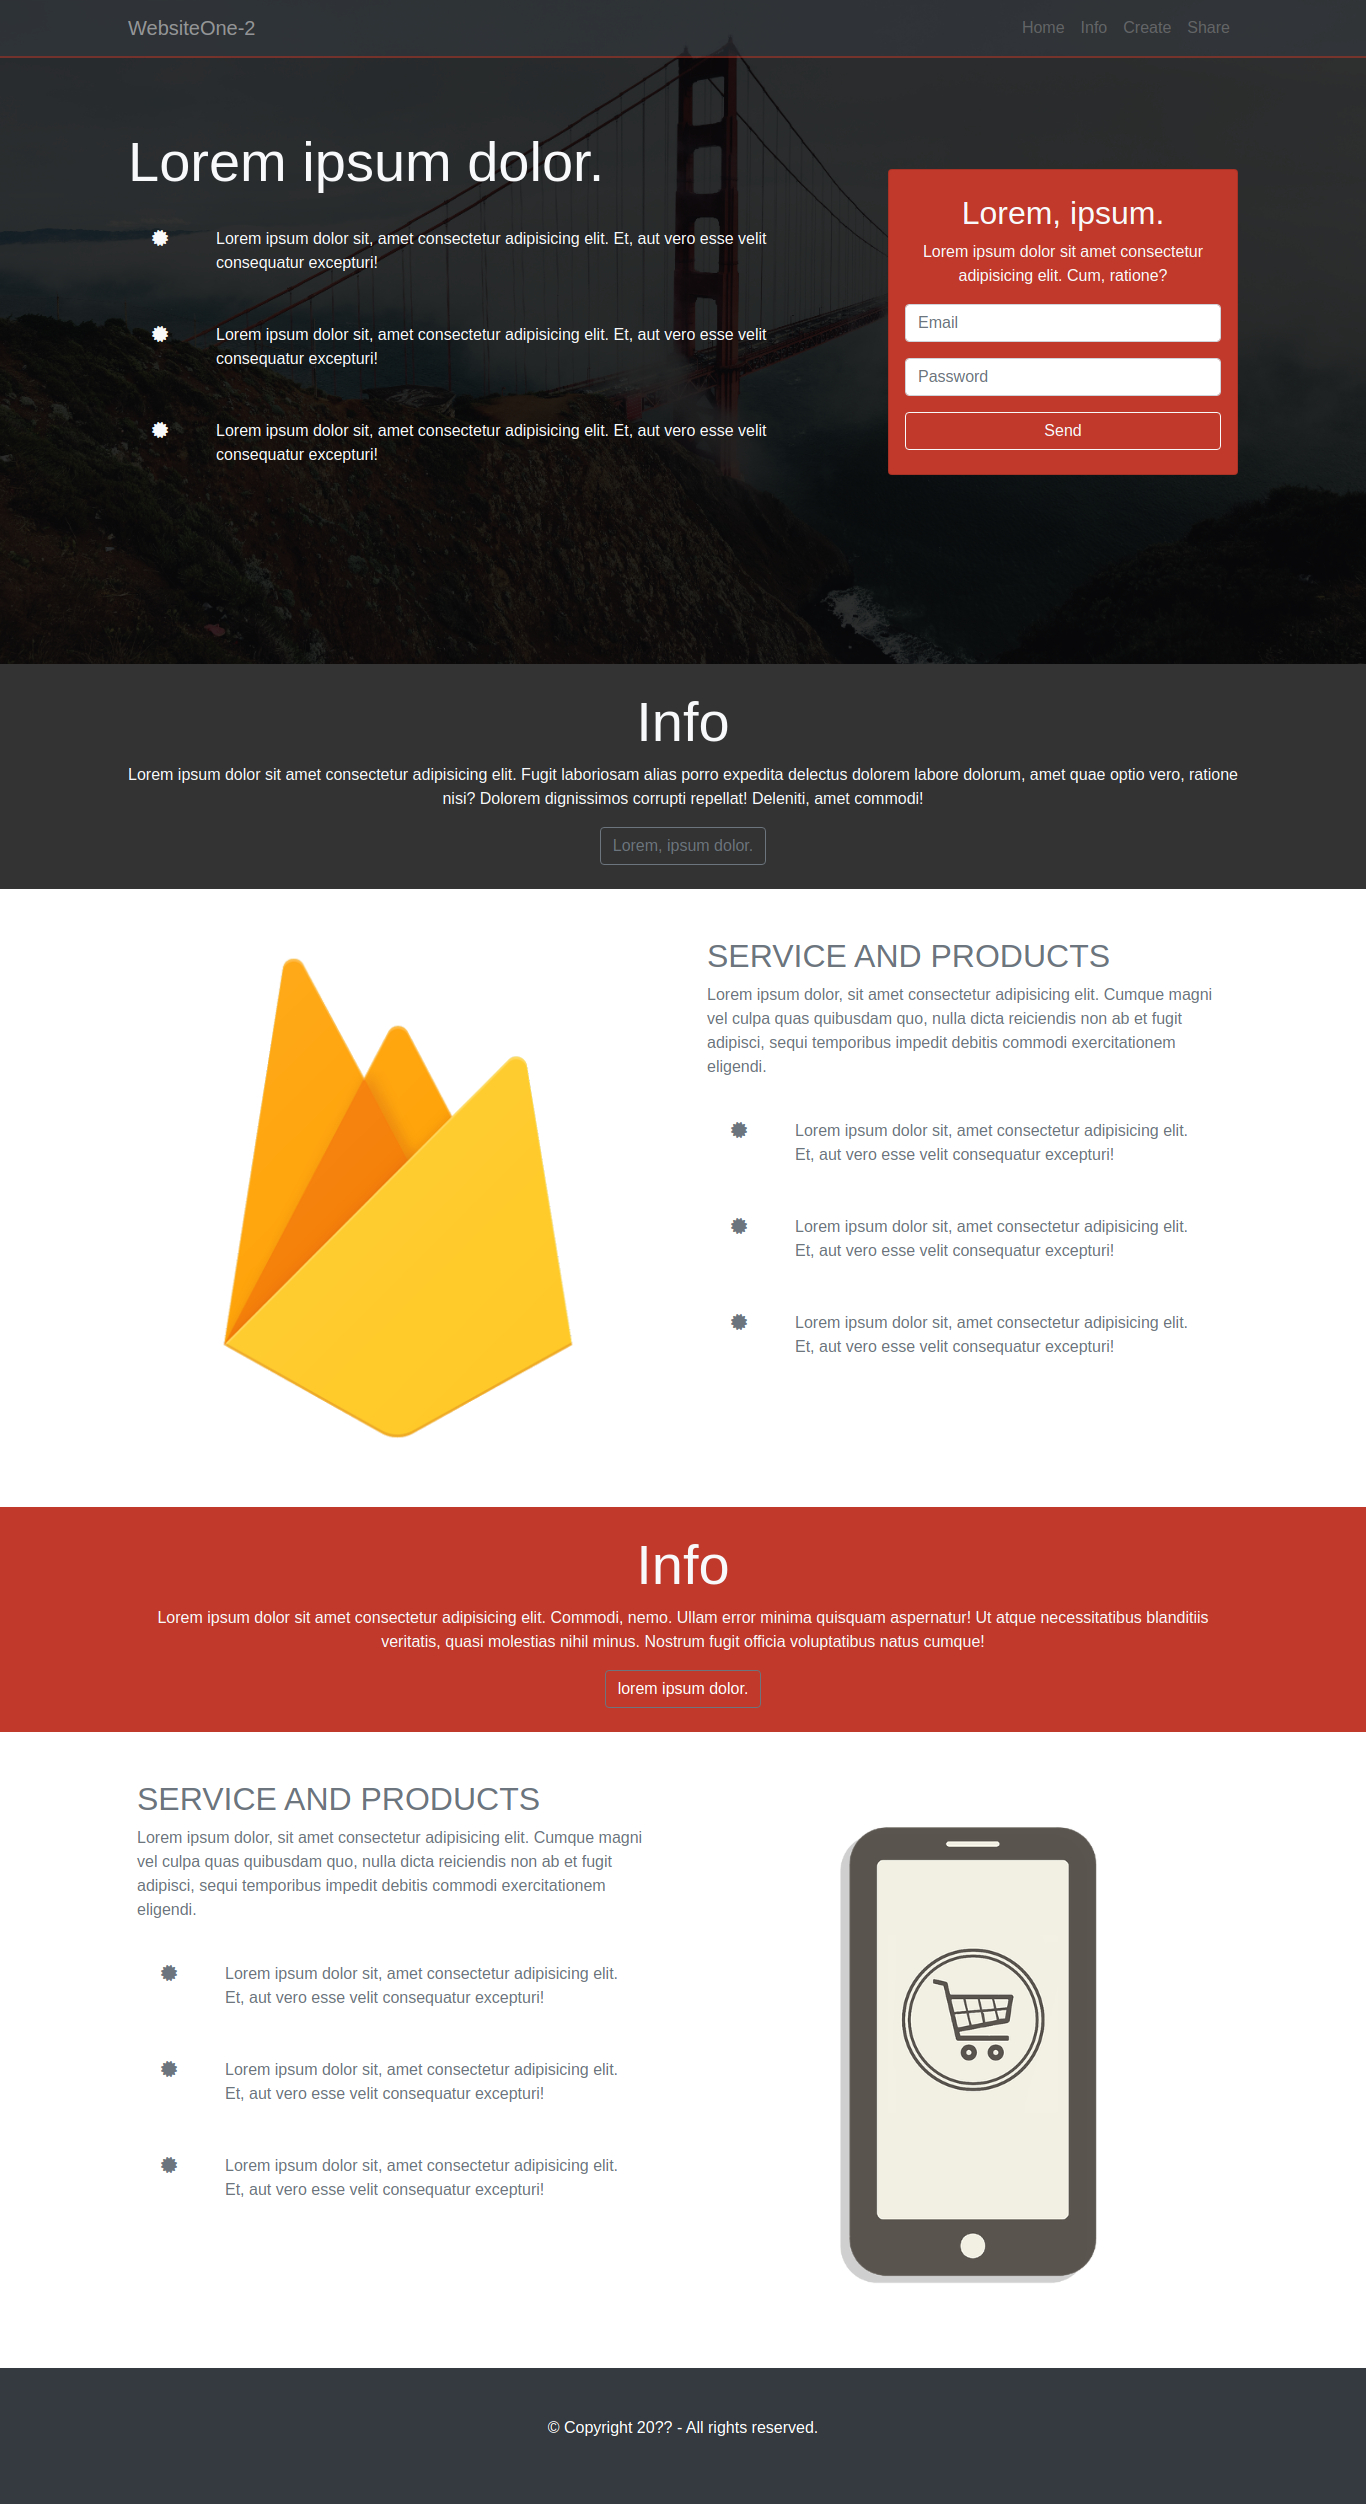 WebsiteOne-2
Home Info Create Share
Lorem ipsum dolor.
Lorem ipsum dolor sit, amet consectetur adipisicing elit. Et, aut vero esse velit
consequatur excepturi!
Lorem ipsum dolor sit, amet consectetur adipisicing elit. Et, aut vero esse velit
consequatur excepturi!
Lorem ipsum dolor sit, amet consectetur adipisicing elit. Et, aut vero esse velit
consequatur excepturi!
Lorem, ipsum.
Lorem ipsum dolor sit amet consectetur
adipisicing elit. Cum, ratione?
Email
Password
Send
Info
Lorem ipsum dolor sit amet consectetur adipisicing elit. Fugit laboriosam alias porro expedita delectus dolorem labore dolorum, amet quae optio vero, ratione
nisi? Dolorem dignissimos corrupti repellat! Deleniti, amet commodi!
Lorem, ipsum dolor.
SERVICE AND PRODUCTS
Lorem ipsum dolor, sit amet consectetur adipisicing elit. Cumque magni
vel culpa quas quibusdam quo, nulla dicta reiciendis non ab et fugit
adipisci, sequi temporibus impedit debitis commodi exercitationem
eligendi.
Lorem ipsum dolor sit, amet consectetur adipisicing elit.
Et, aut vero esse velit consequatur excepturi!
Lorem ipsum dolor sit, amet consectetur adipisicing elit.
Et, aut vero esse velit consequatur excepturi!
Lorem ipsum dolor sit, amet consectetur adipisicing elit.
Et, aut vero esse velit consequatur excepturi!
Info
Lorem ipsum dolor sit amet consectetur adipisicing elit. Commodi, nemo. Ullam error minima quisquam aspernatur! Ut atque necessitatibus blanditiis
veritatis, quasi molestias nihil minus. Nostrum fugit officia voluptatibus natus cumque!
lorem ipsum dolor.
SERVICE AND PRODUCTS
Lorem ipsum dolor, sit amet consectetur adipisicing elit. Cumque magni
vel culpa quas quibusdam quo, nulla dicta reiciendis non ab et fugit
adipisci, sequi temporibus impedit debitis commodi exercitationem
eligendi.
Lorem ipsum dolor sit, amet consectetur adipisicing elit.
Et, aut vero esse velit consequatur excepturi!
Lorem ipsum dolor sit, amet consectetur adipisicing elit.
Et, aut vero esse velit consequatur excepturi!
Lorem ipsum dolor sit, amet consectetur adipisicing elit.
Et, aut vero esse velit consequatur excepturi!
© Copyright 20?? - All rights reserved.